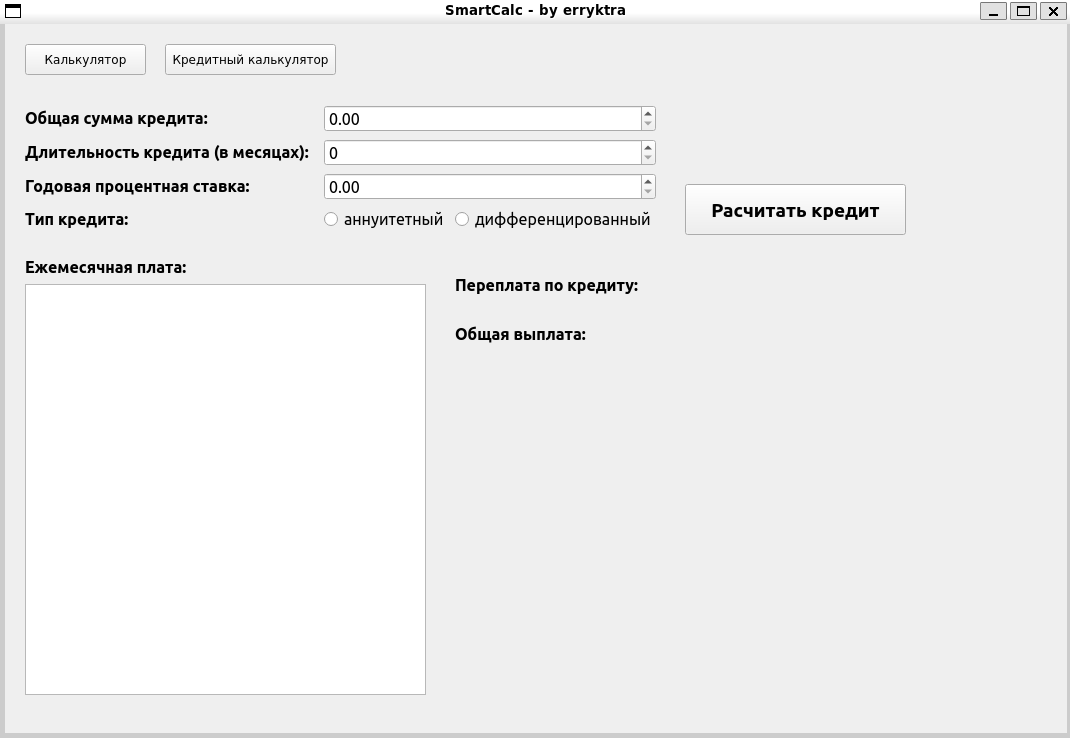 SmartCalc - by erryktra
Калькулятор
Кредитный калькулятор
Общая сумма кредита:
0.00
Длительность кредита (в месяцах):
0
Годовая процентная ставка:
0.00
Тип кредита:
аннуитетный
дифференцированный
Расчитать кредит
Ежемесячная плата:
Переплата по кредиту:
Общая выплата: